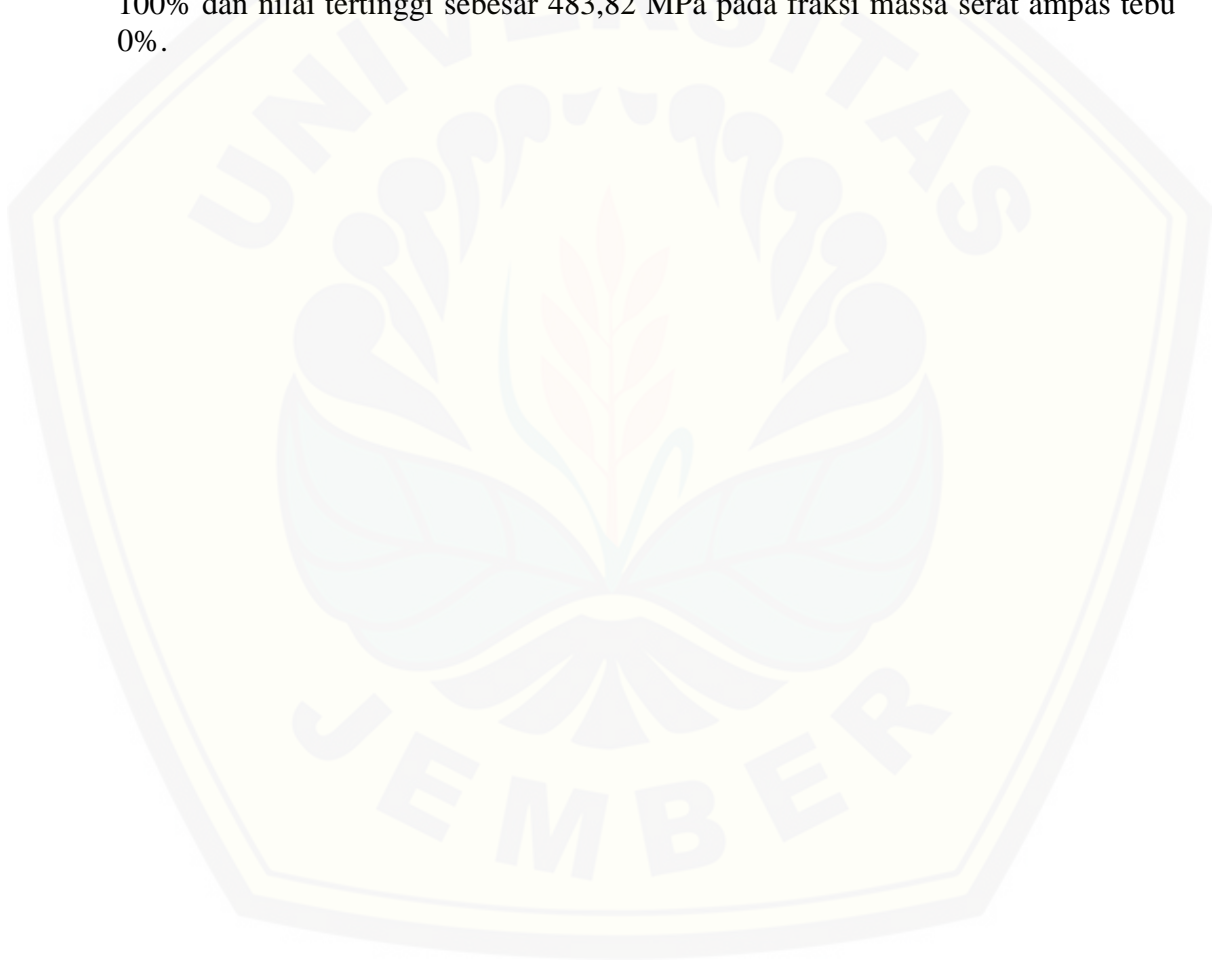 100% dan nilai tertinggi sebesar 483,82 MPa pada fraksi massa serat ampas tebu
0%.
UNIVERSITAS
JEMBER